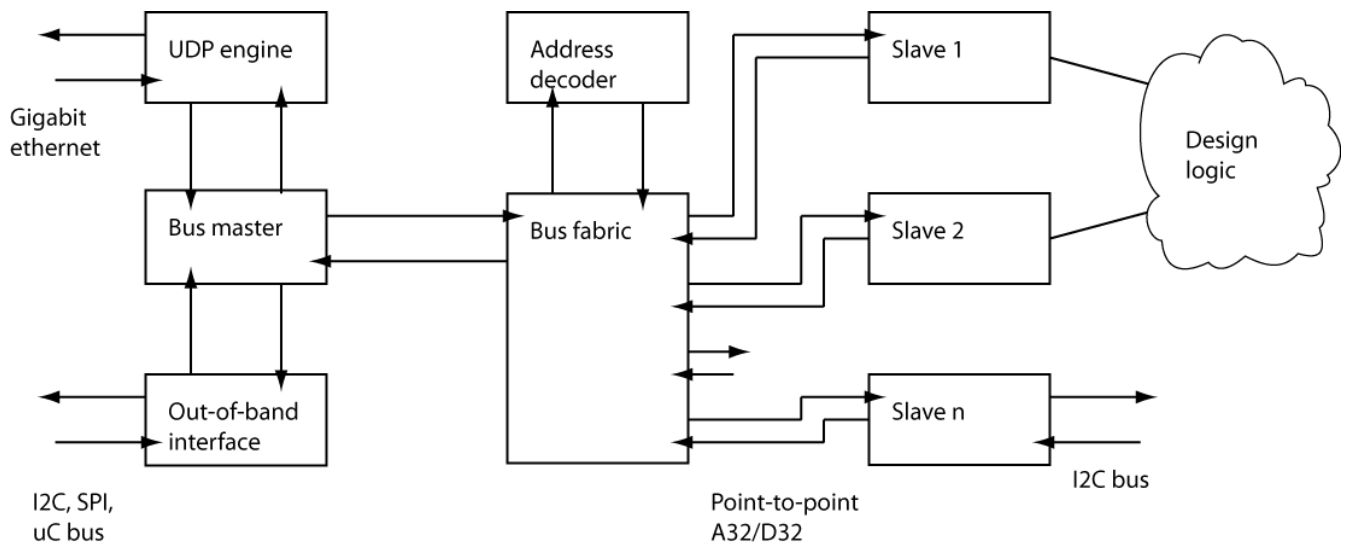 UDP engine
Address
decoder
Slave 1
Gigabit
ethernet
Design
logic
Bus master
Bus fabric
Slave 2
Out-of-band
interface
Slave n
I2C bus
I2C, SPI,
uC bus
Point-to-point
A32/D32